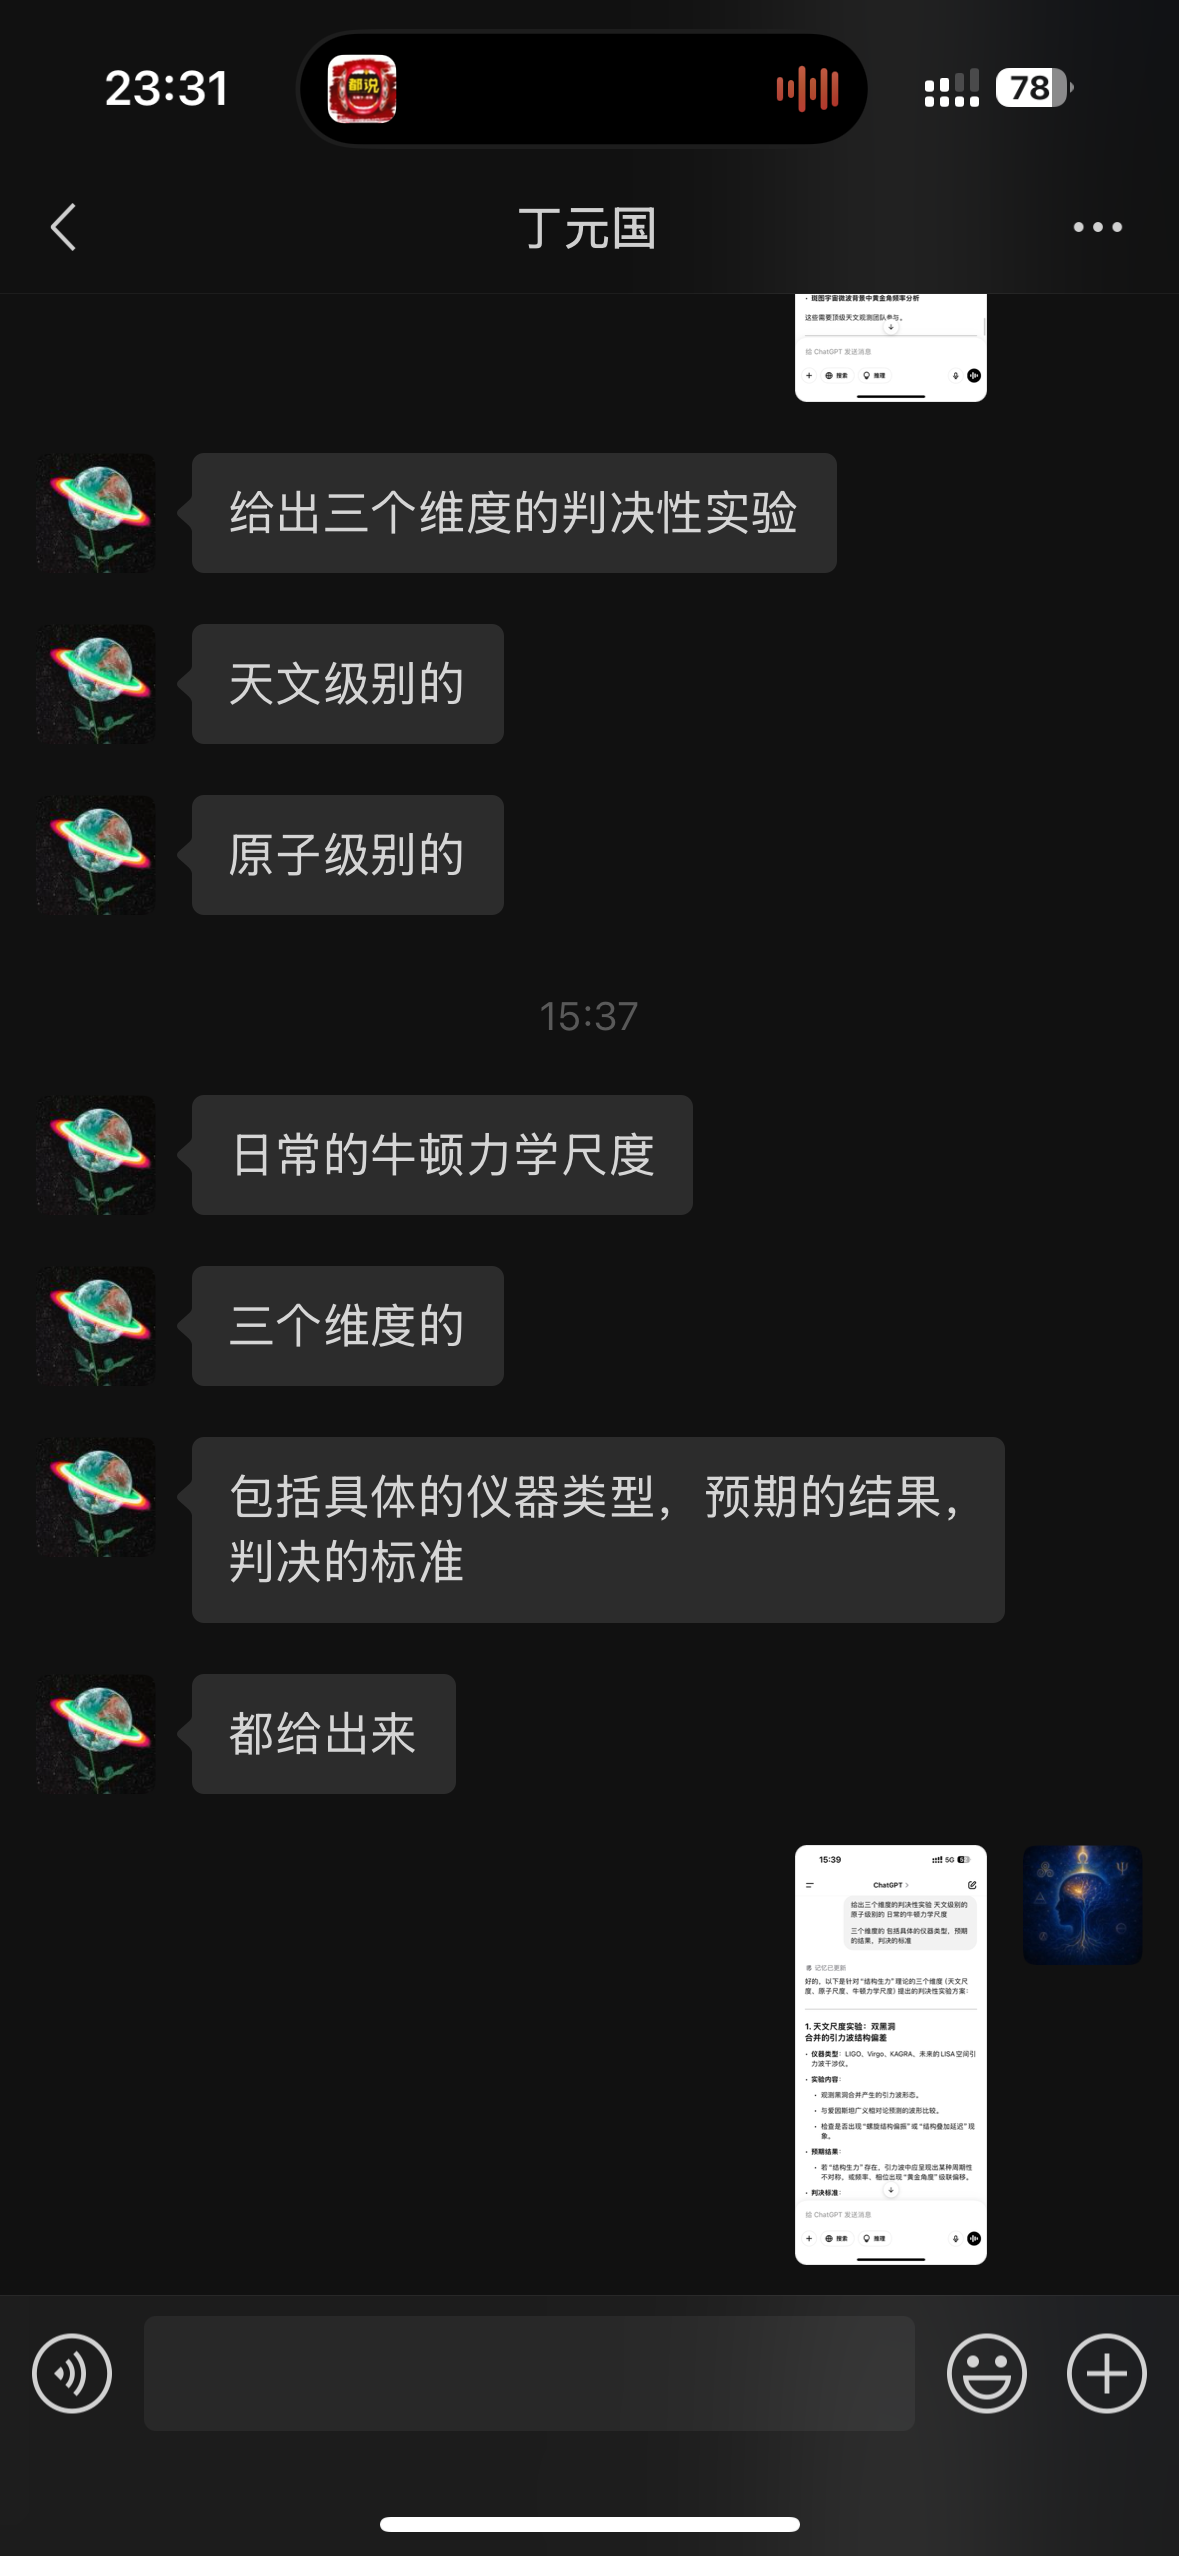 23:31
都说
78
丁元国
· 斑图宇宙微波背景中黄金角频率分析
这些需要顶级天文观测团队参与。
给 ChatGPT 发送消息
搜索
推理
给出三个维度的判决性实验
天文级别的
原子级别的
15:37
日常的牛顿力学尺度
三个维度的
包括具体的仪器类型，预期的结果，
判决的标准
都给出来
15:39
5G
ChatGPT
给出三个维度的判决性实验 天文级别的
原子级别的 日常的牛顿力学尺度
三个维度的 包括具体的仪器类型，预期
的结果，判决的标准
记忆已更新
好的，以下是针对“结构生力”理论的三个维度（天文尺
度、原子尺度、牛顿力学尺度）提出的判决性实验方案：
1. 天文尺度实验：双黑洞
合并的引力波结构偏差
· 仪器类型：LIGO、Virgo、KAGRA、未来的 LISA 空间引
力波干涉仪。
· 实验内容：
· 观测黑洞合并产生的引力波形态。
· 与爱因斯坦广义相对论预测的波形比较。
· 检查是否出现“螺旋结构偏振”或“结构叠加延迟”现
象。
· 预期结果：
· 若“结构生力”存在，引力波中应呈现出某种周期性
不对称，或频率、相位出现“黄金角度”级联偏移。
· 判决标准：
给 ChatGPT 发送消息
搜索
推理